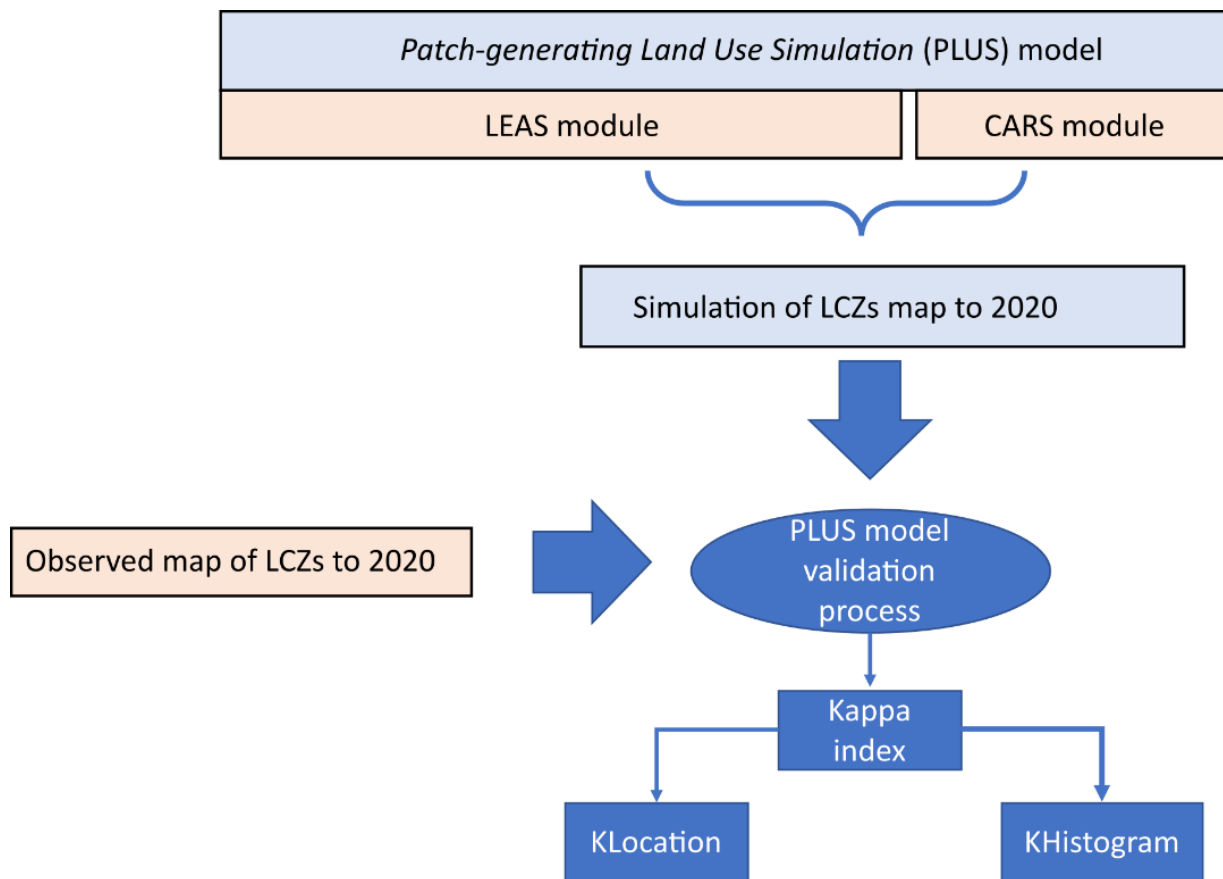 Patch-generating Land Use Simulation (PLUS) model
LEAS module
CARS module
Simulation of LCZs map to 2020
Observed map of LCZs to 2020
PLUS model
validation
process
Kappa
index
KLocation
KHistogram